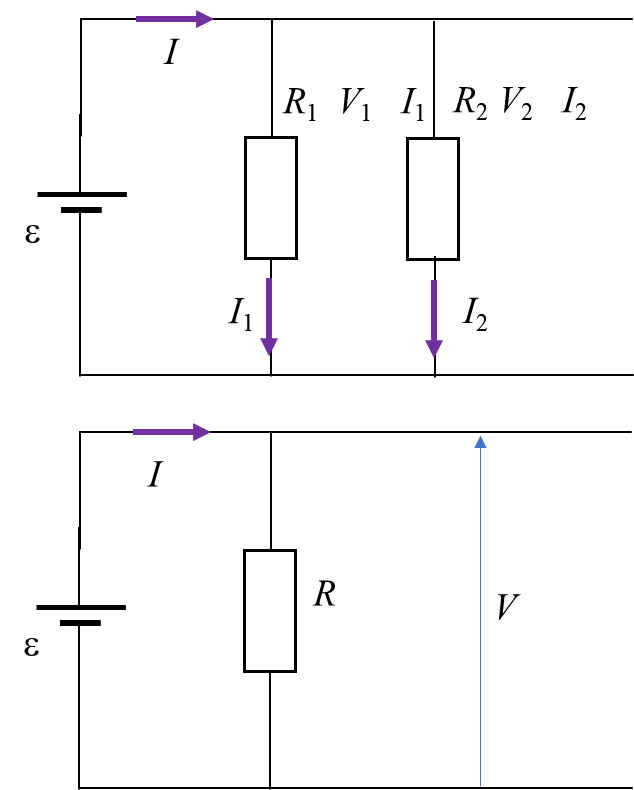 I
R₁ V₁ I₁ R₂ V₂ I₂
ε
I₁ I₂
I
R
V
ε